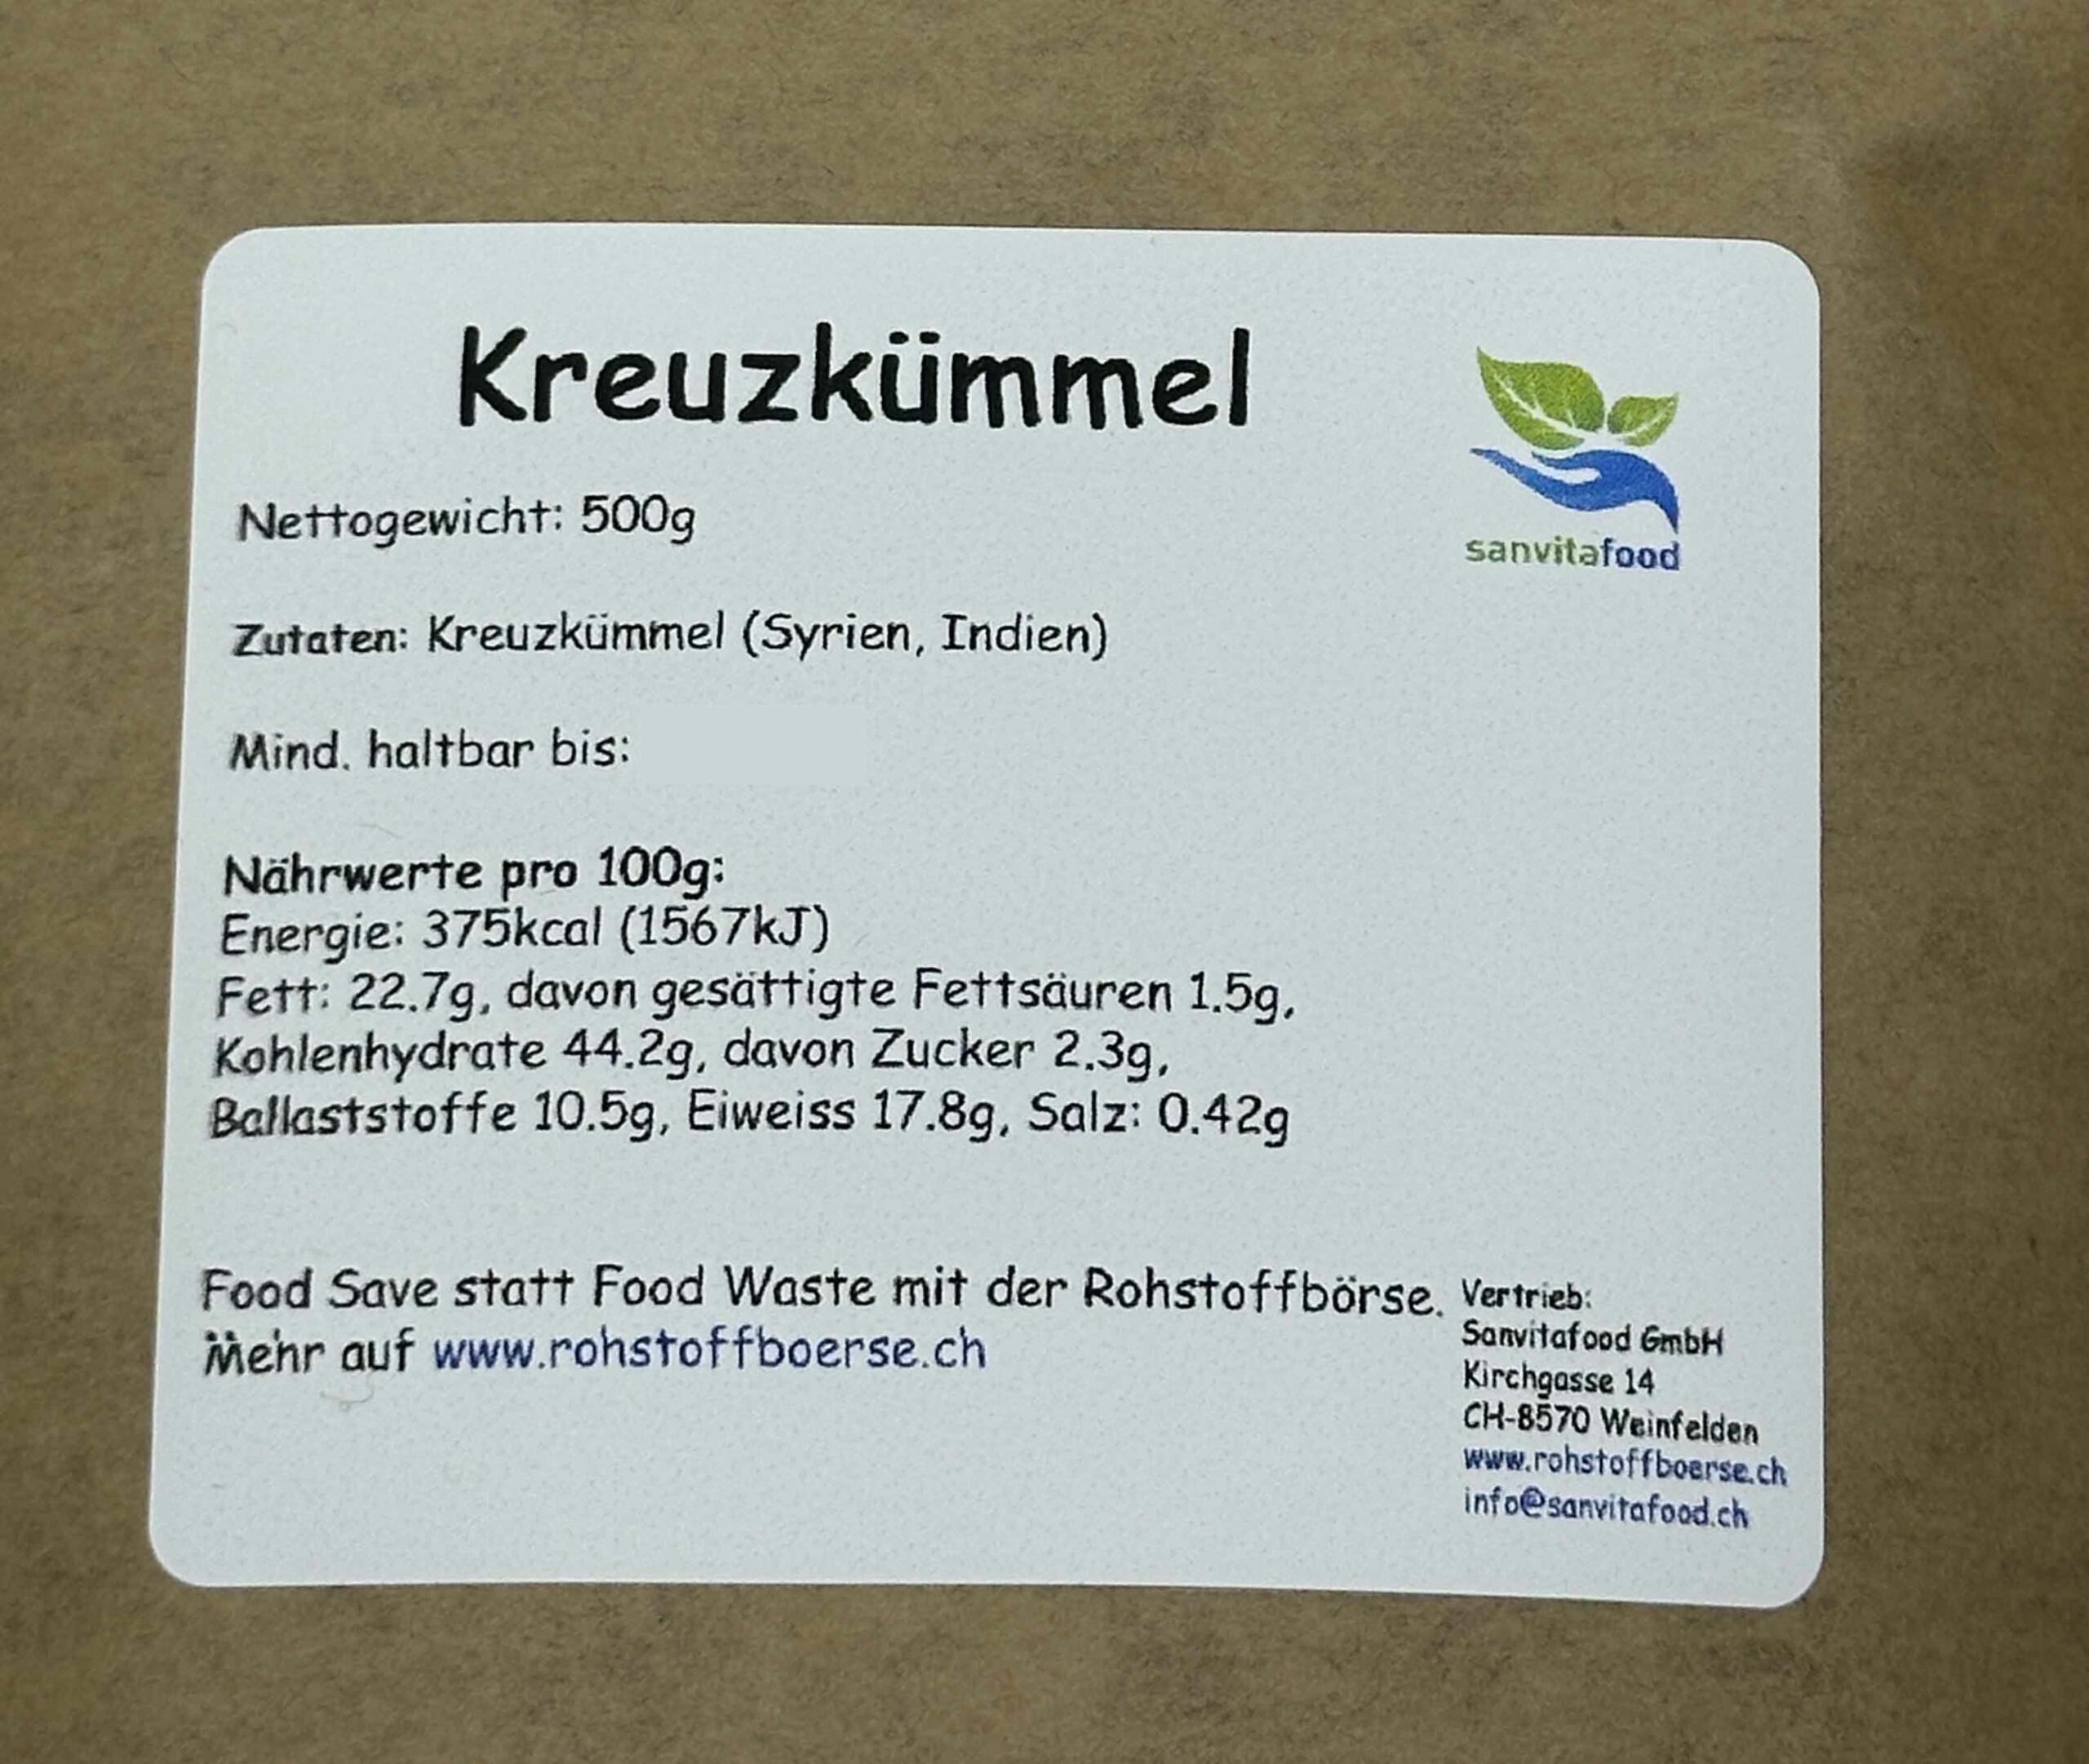 Kreuzkümmel
sanvitafood
Nettogewicht: 500g
Zutaten: Kreuzkümmel (Syrien, Indien)
Mind. haltbar bis:
Nährwerte pro 100g:
Energie: 375kcal (1567kJ)
Fett: 22.7g, davon gesättigte Fettsäuren 1.5g,
Kohlenhydrate 44.2g, davon Zucker 2.3g,
Ballaststoffe 10.5g, Eiweiss 17.8g, Salz: 0.42g
Food Save statt Food Waste mit der Rohstoffbörse.
Mehr auf www.rohstoffboerse.ch
Vertrieb:
Sanvitafood GmbH
Kirchgasse 14
CH-8570 Weinfelden
www.rohstoffboerse.ch
info@sanvitafood.ch